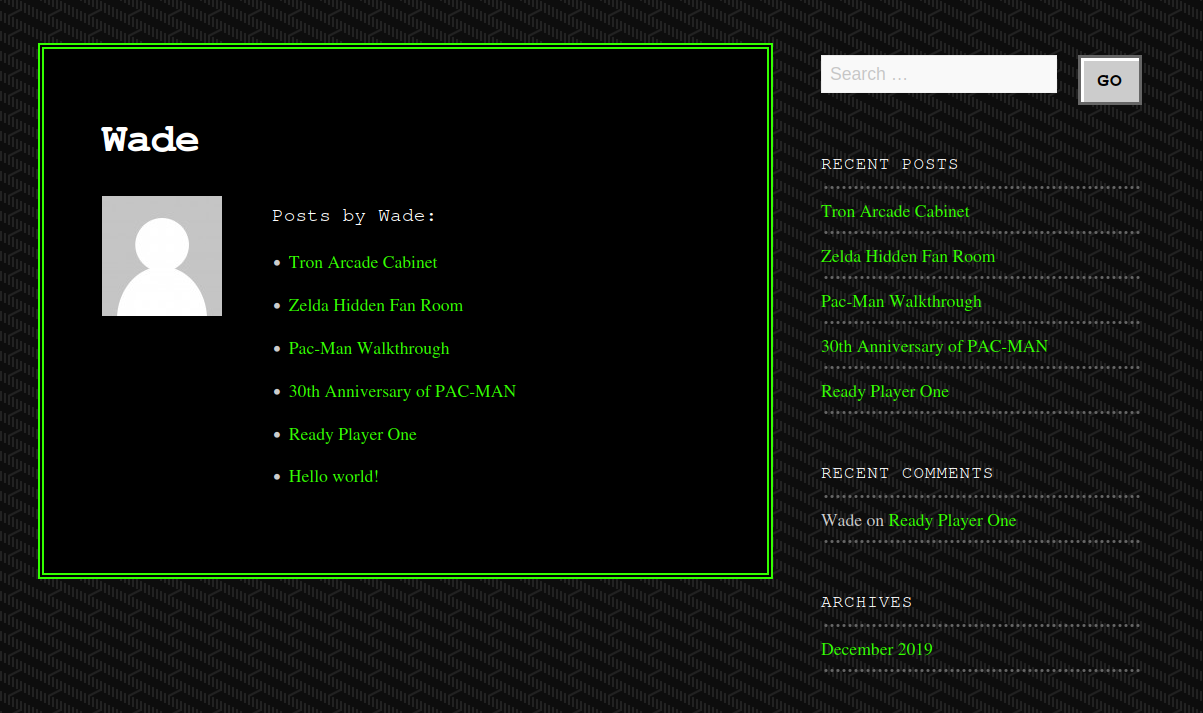 Wade
Posts by Wade:
Tron Arcade Cabinet
Zelda Hidden Fan Room
Pac-Man Walkthrough
30th Anniversary of PAC-MAN
Ready Player One
Hello world!
Search …
GO
RECENT POSTS
Tron Arcade Cabinet
Zelda Hidden Fan Room
Pac-Man Walkthrough
30th Anniversary of PAC-MAN
Ready Player One
RECENT COMMENTS
Wade on Ready Player One
ARCHIVES
December 2019